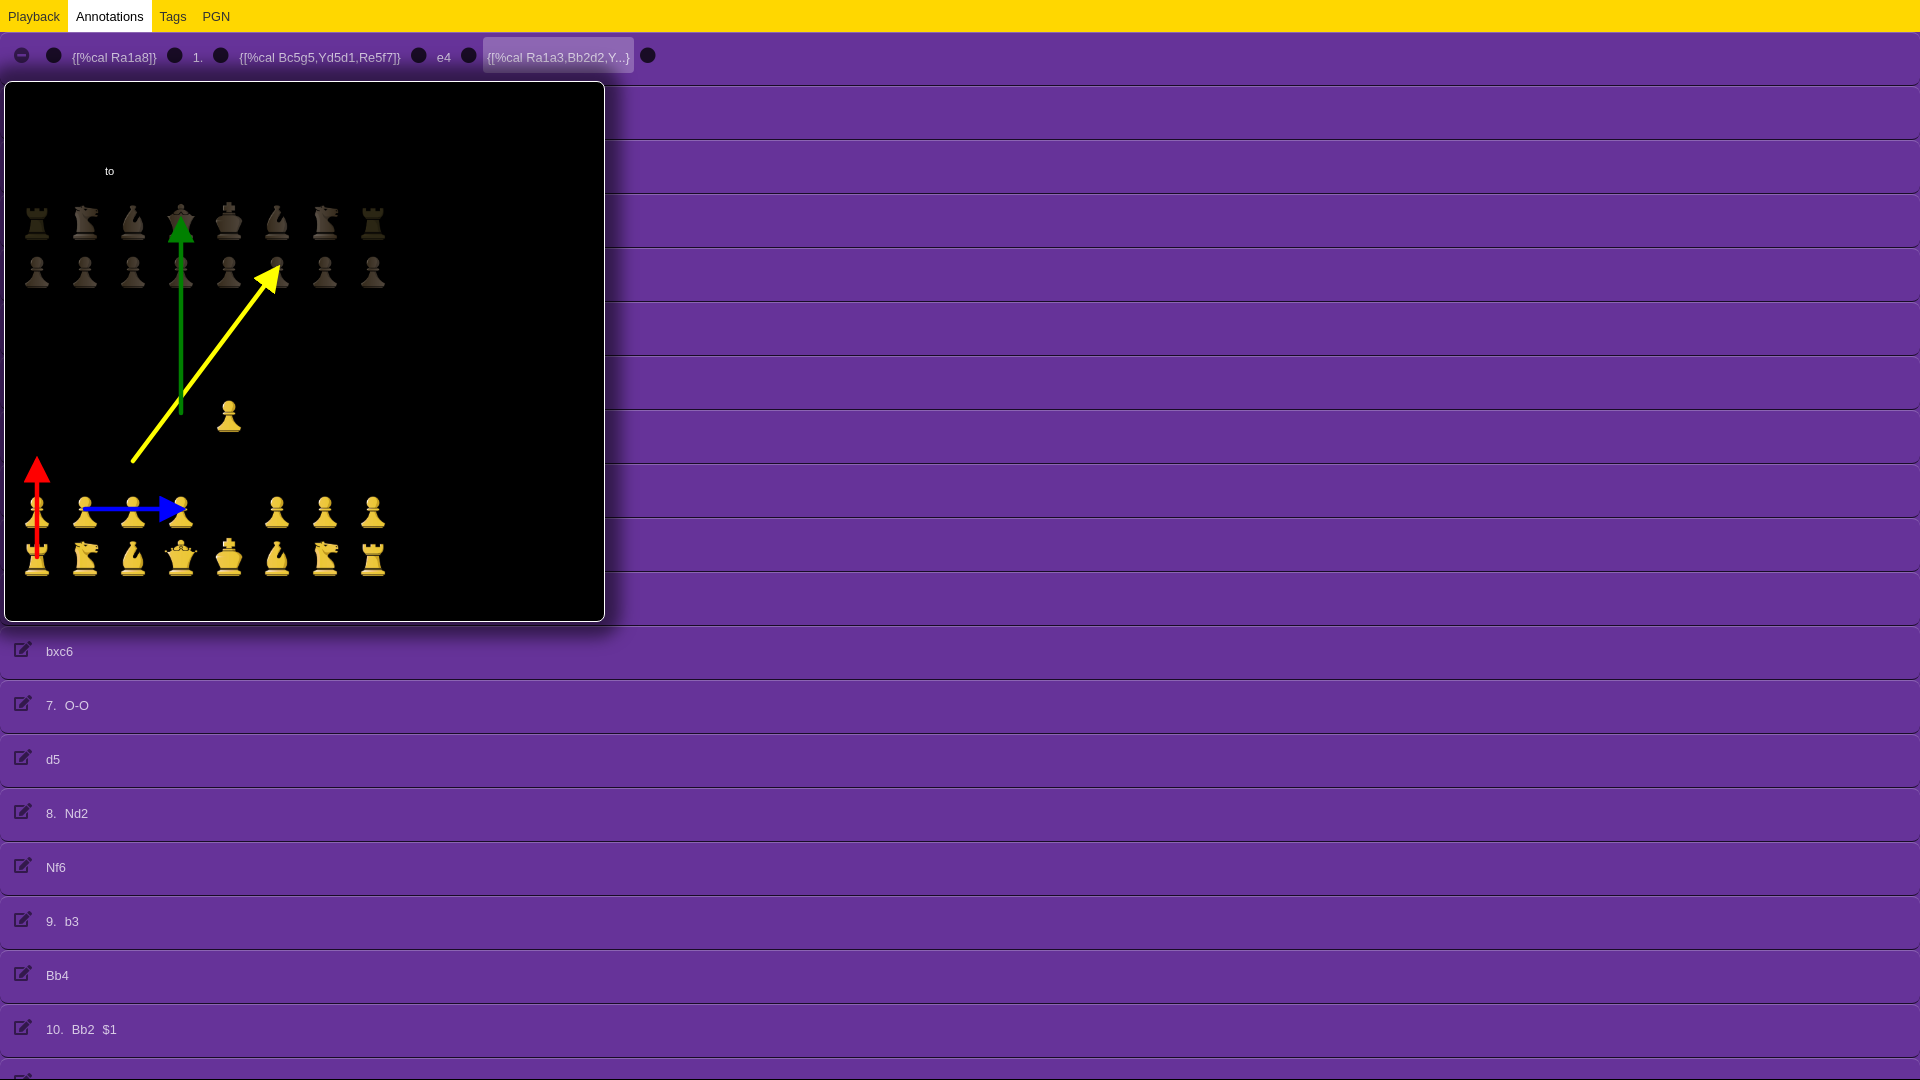 Playback Annotations Tags PGN
{[%cal Ra1a8]} 1. {[%cal Bc5g5,Yd5d1,Re5f7]} e4 {[%cal Ra1a3,Bb2d2,Y...}
to
bxc6
7. O-O
d5
8. Nd2
Nf6
9. b3
Bb4
10. Bb2 $1